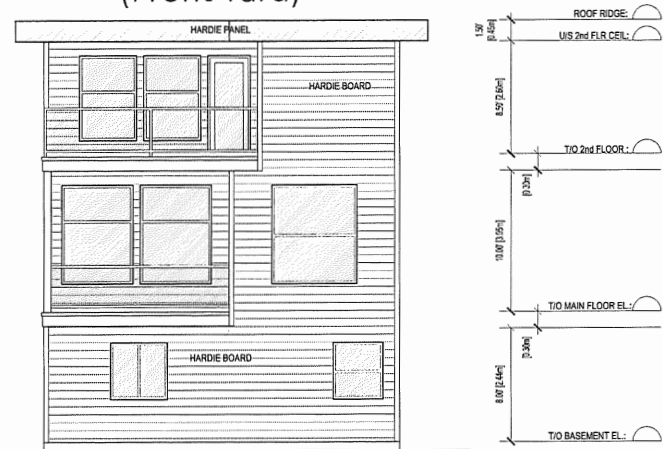 (Front Yard)
HARDIE PANEL
HARDIE BOARD
HARDIE BOARD
ROOF RIDGE:
1.50' [0.45m]
U/S 2nd FLR CEIL:
8.50' [2.60m]
T/O 2nd FLOOR :
[0.30m]
10.00' [3.05m]
T/O MAIN FLOOR EL.:
[0.30m]
8.00' [2.44m]
T/O BASEMENT EL.: